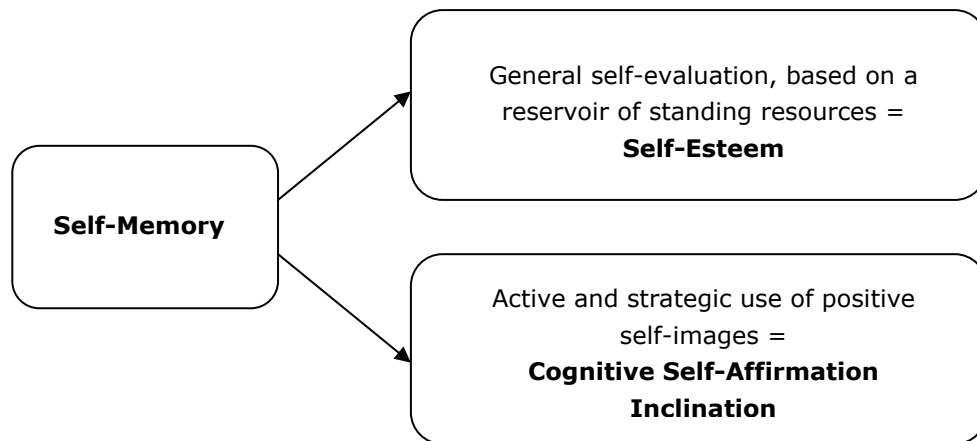 General self-evaluation, based on a
reservoir of standing resources =
Self-Esteem
Self-Memory
Active and strategic use of positive
self-images =
Cognitive Self-Affirmation
Inclination